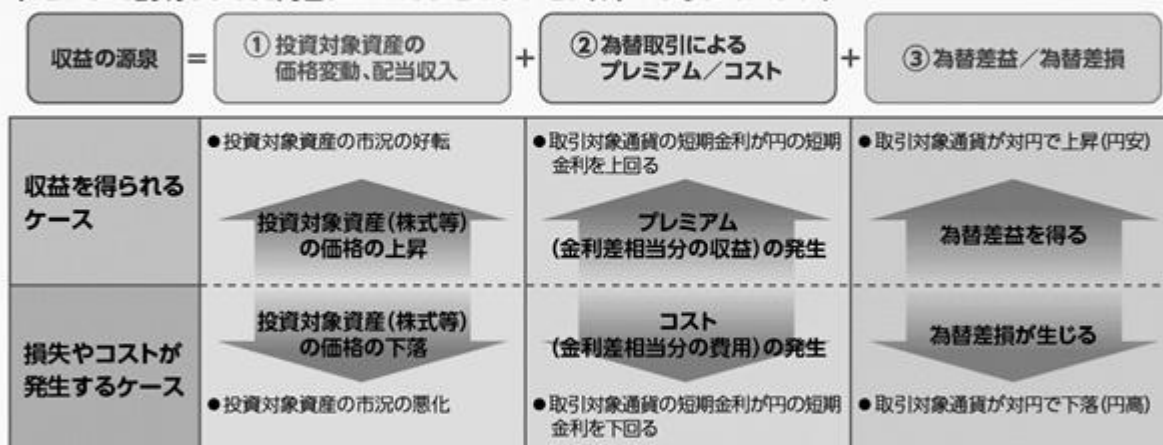 収益の源泉
=
①投資対象資産の
価格変動、配当収入
+
②為替取引による
プレミアム／コスト
+
③為替差益／為替差損
収益を得られる
ケース
●投資対象資産の市況の好転
投資対象資産(株式等)
の価格の上昇
●取引対象通貨の短期金利が円の短期
金利を上回る
プレミアム
(金利差相当分の収益)の発生
●取引対象通貨が対円で上昇(円安)
為替差益を得る
損失やコストが
発生するケース
投資対象資産(株式等)
の価格の下落
●投資対象資産の市況の悪化
コスト
(金利差相当分の費用)の発生
●取引対象通貨の短期金利が円の短期
金利を下回る
為替差損が生じる
●取引対象通貨が対円で下落(円高)